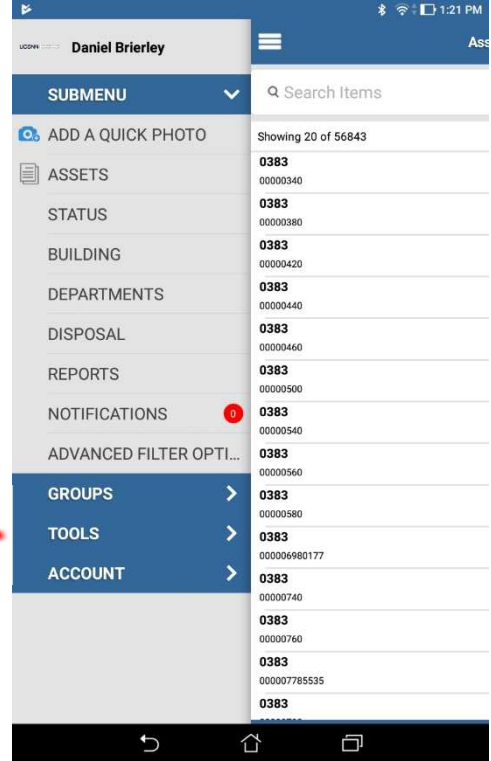 1:21 PM
UCONN
Daniel Brierley
SUBMENU
ADD A QUICK PHOTO
ASSETS
STATUS
BUILDING
DEPARTMENTS
DISPOSAL
REPORTS
NOTIFICATIONS 0
ADVANCED FILTER OPTI...
GROUPS
TOOLS
ACCOUNT
Ass
Search Items
Showing 20 of 56843
0383
00000340
0383
00000380
0383
00000420
0383
00000440
0383
00000460
0383
00000500
0383
00000540
0383
00000560
0383
00000580
0383
000006980177
0383
00000740
0383
00000760
0383
000007785535
0383